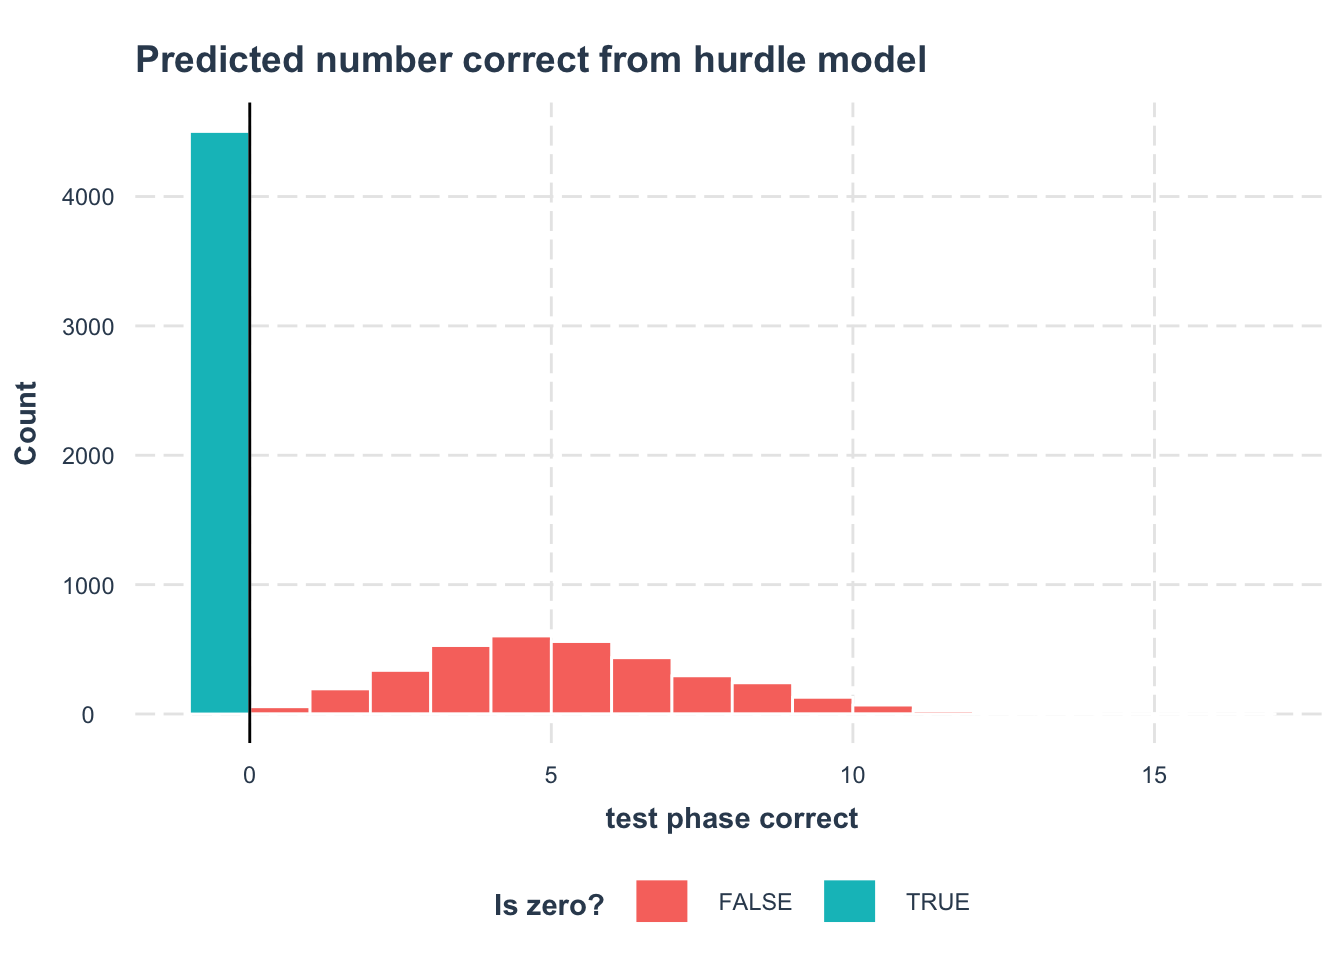 Predicted number correct from hurdle model
4000
3000
2000
1000
0
Count
0 5 10 15
test phase correct
Is zero? FALSE TRUE